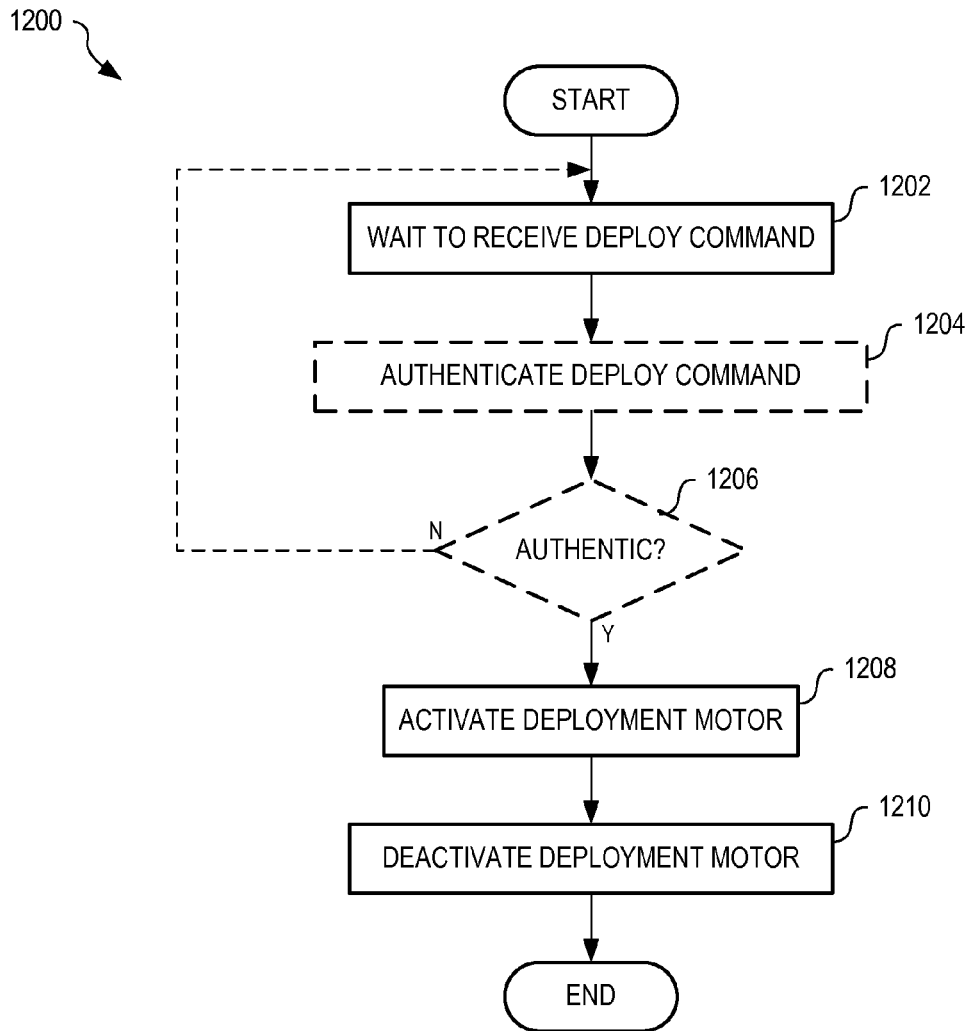 1200
START
1202
WAIT TO RECEIVE DEPLOY COMMAND
1204
AUTHENTICATE DEPLOY COMMAND
1206
N
AUTHENTIC?
Y
1208
ACTIVATE DEPLOYMENT MOTOR
1210
DEACTIVATE DEPLOYMENT MOTOR
END